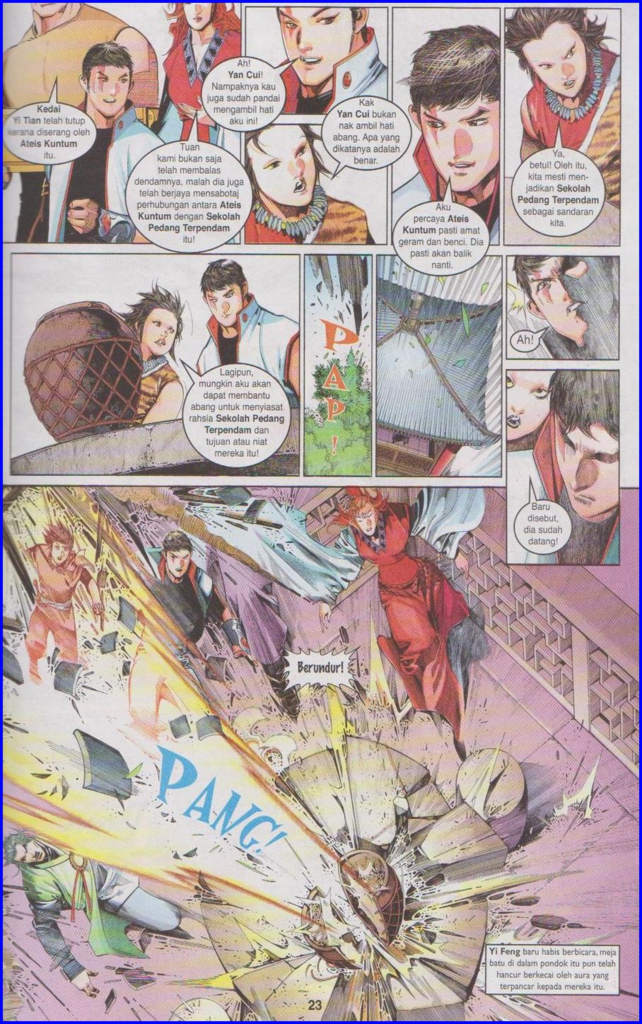 Kedai
Yi Tian telah tutup
kerana diserang oleh
Ateis Kuntum
itu.
Tuan
kami bukan saja
telah membalas
dendamnya, malah dia juga
telah berjaya mensabotaj
perhubungan antara Ateis
Kuntum dengan Sekolah
Pedang Terpendam
itu!
Ah!
Yan Cui!
Nampaknya kau
juga sudah pandai
mengambil hati
aku ini!
Kak
Yan Cui bukan
nak ambil hati
abang. Apa yang
dikatanya adalah
benar.
Aku
percaya Ateis
Kuntum pasti amat
geram dan benci. Dia
pasti akan balik
nanti.
Ya,
betul! Oleh itu,
kita mesti men-
jadikan Sekolah
Pedang Terpendam
sebagai sandaran
kita.
Lagipun,
mungkin aku akan
dapat membantu
abang untuk menyiasat
rahsia Sekolah Pedang
Terpendam dan
tujuan atau niat
mereka itu!
PAP!
Ah!
Baru
disebut,
dia sudah
datang!
Berundur!
PANG!
Yi Feng baru habis berbicara, meja
batu di dalam pondok itu pun telah
hancur berkecai oleh aura yang
terpancar kepada mereka itu.
23